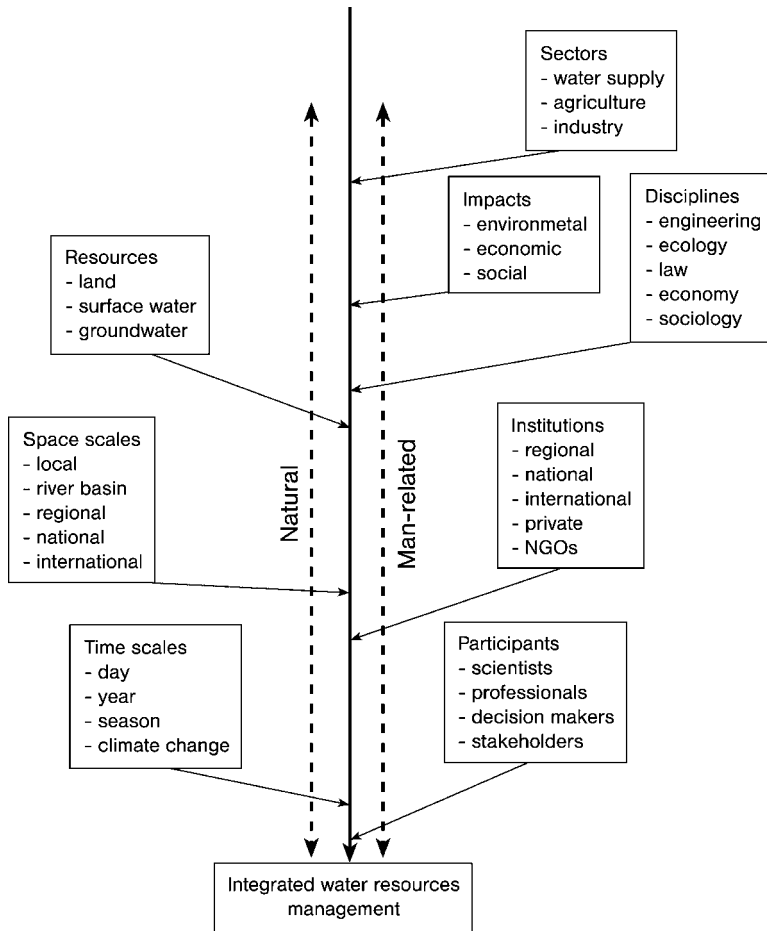 Sectors
- water supply
- agriculture
- industry
Impacts
- environmetal
- economic
- social
Disciplines
- engineering
- ecology
- law
- economy
- sociology
Resources
- land
- surface water
- groundwater
Space scales
- local
- river basin
- regional
- national
- international
Natural
Man-related
Institutions
- regional
- national
- international
- private
- NGOs
Time scales
- day
- year
- season
- climate change
Participants
- scientists
- professionals
- decision makers
- stakeholders
Integrated water resources
management